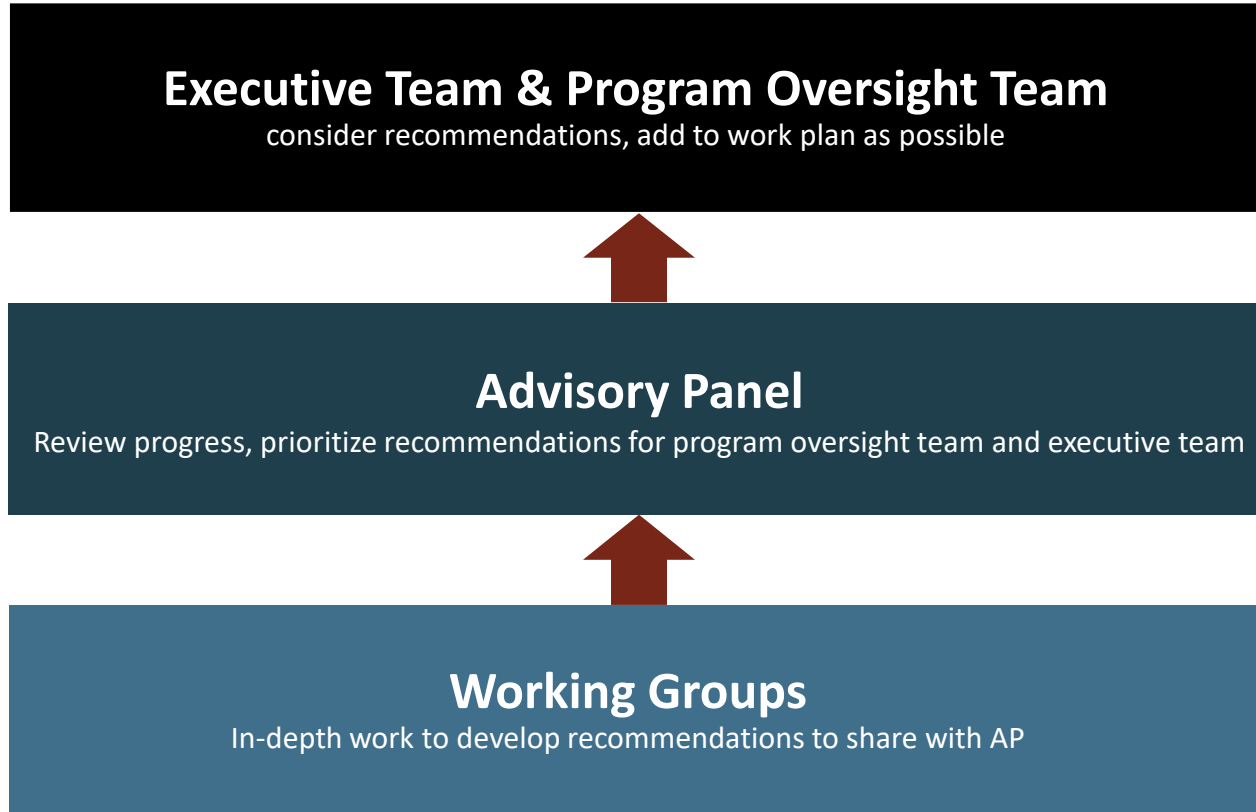 Executive Team & Program Oversight Team
consider recommendations, add to work plan as possible
Advisory Panel
Review progress, prioritize recommendations for program oversight team and executive team
Working Groups
In-depth work to develop recommendations to share with AP